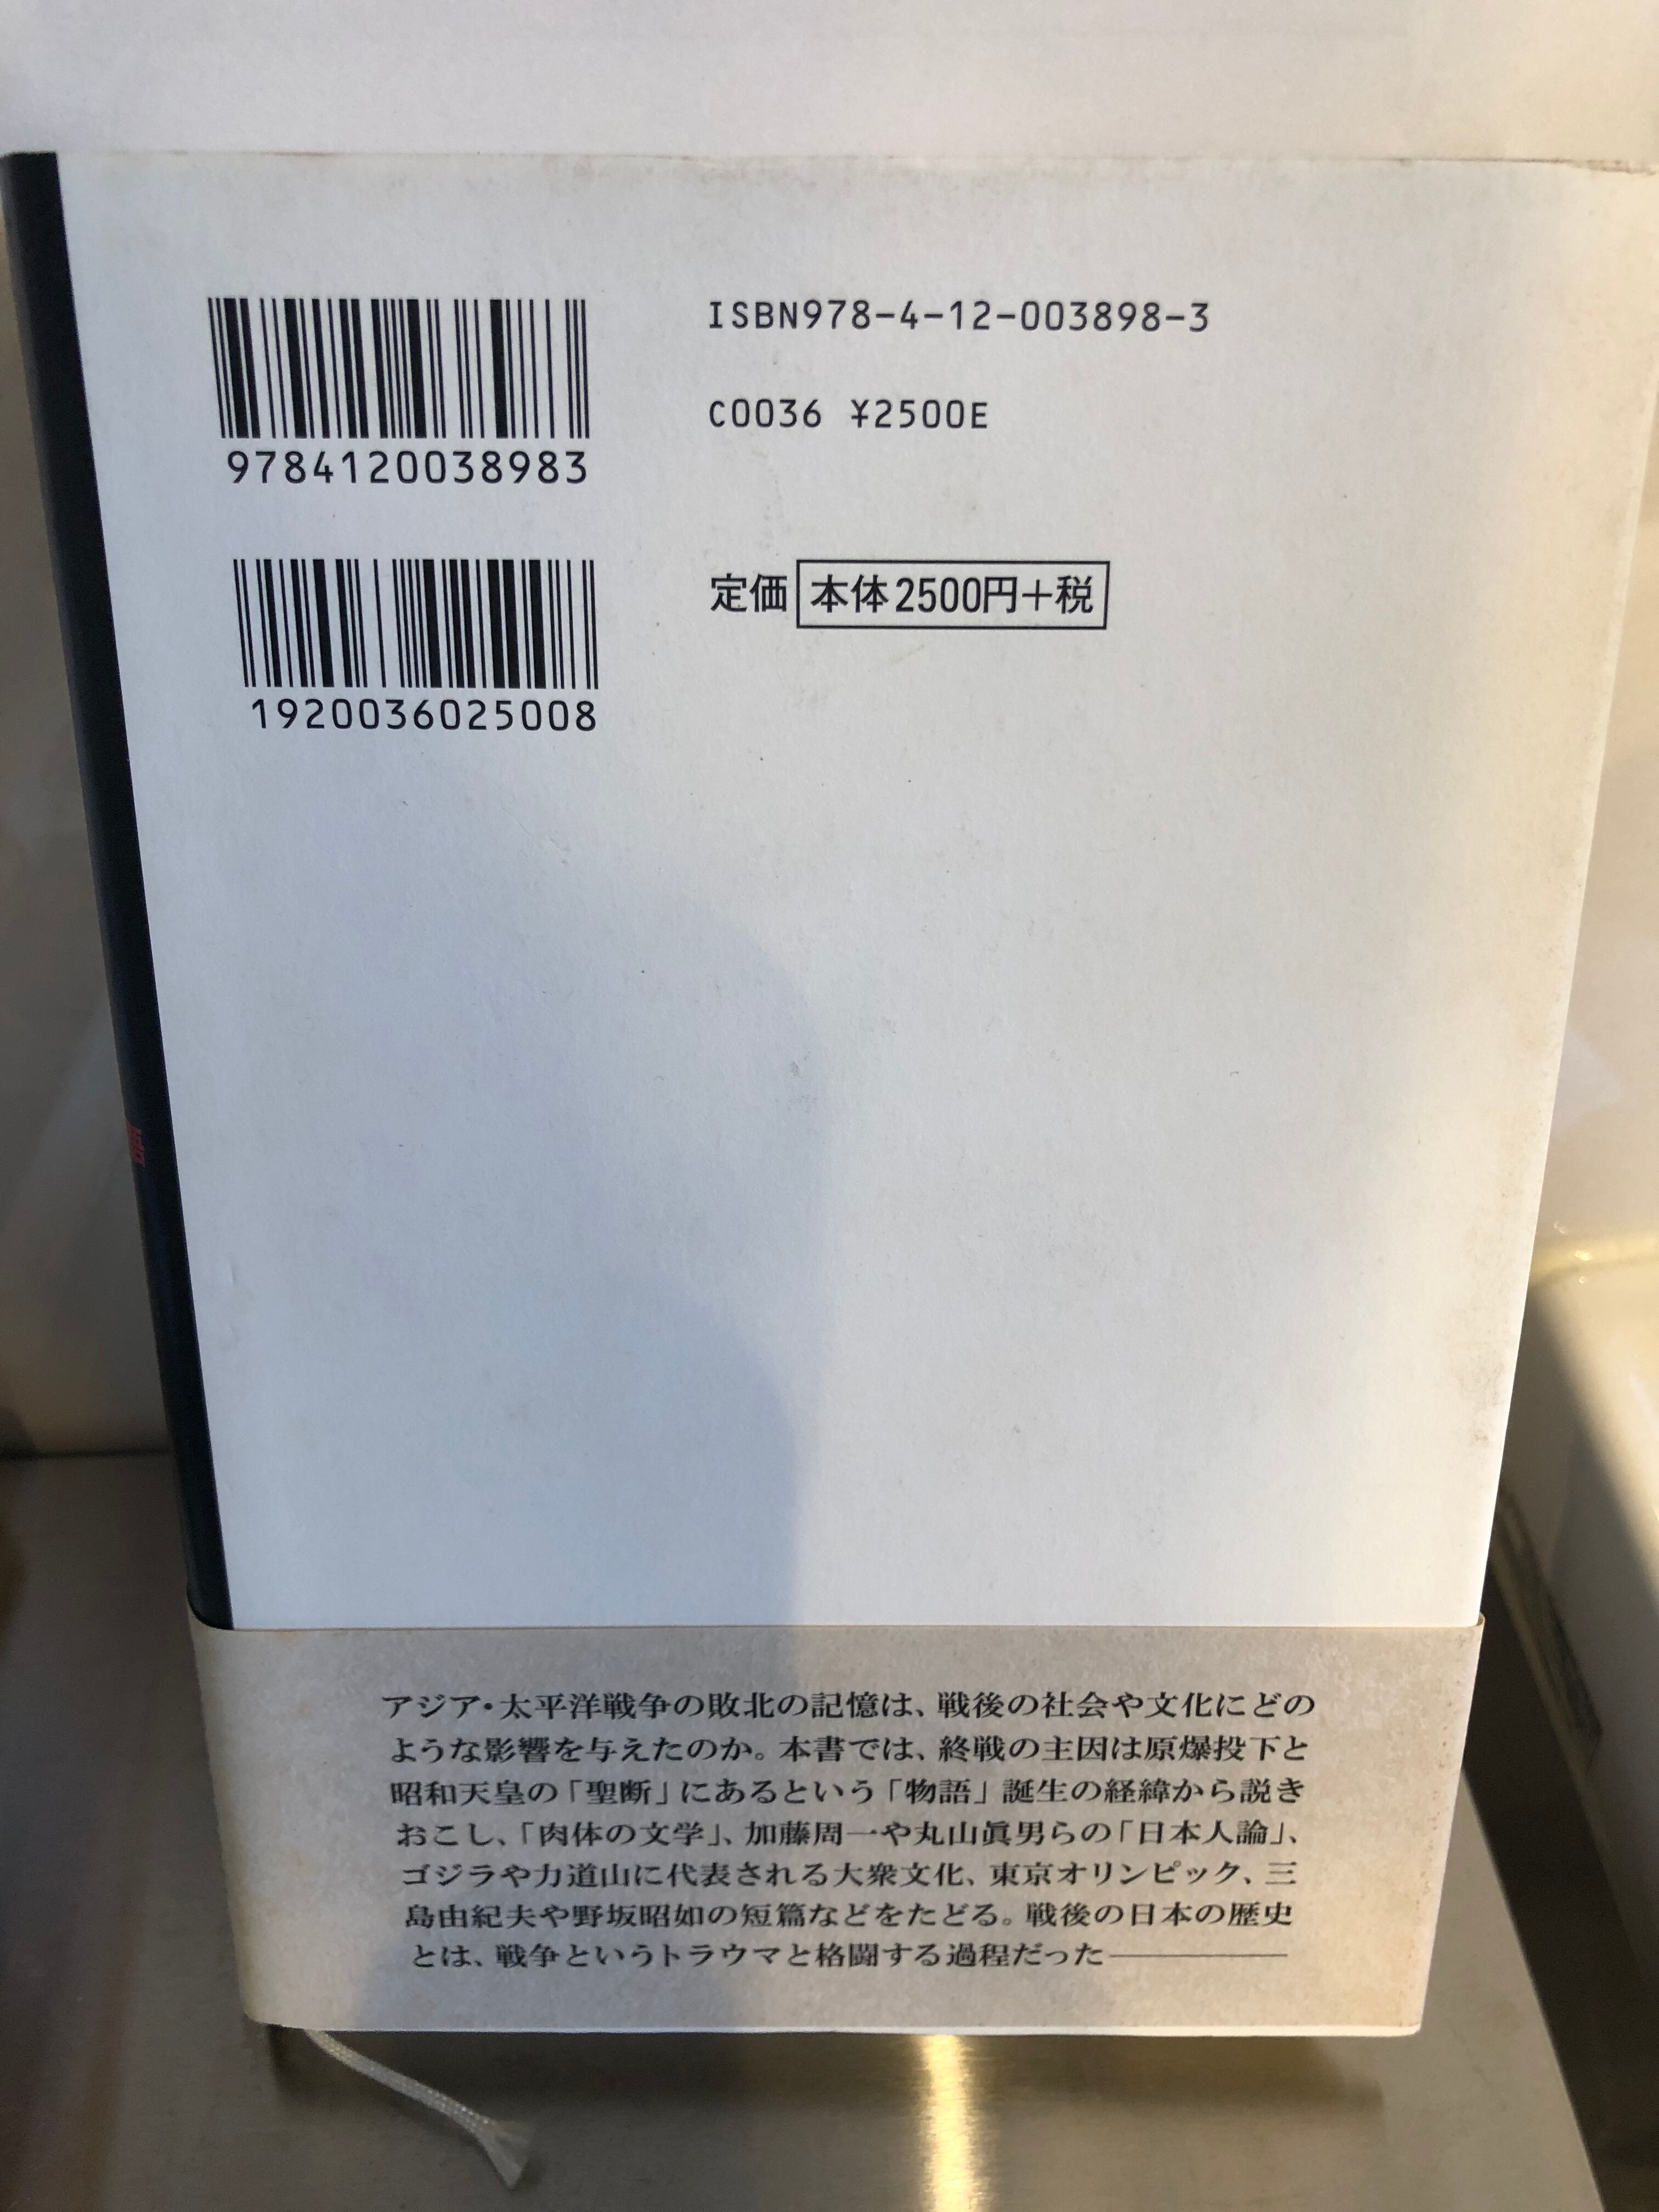 ISBN978-4-12-003898-3
C0036 ¥2500E
9784120038983
定価 本体2500円+税
1920036025008
アジア・太平洋戦争の敗北の記憶は、戦後の社会や文化にどの
ような影響を与えたのか。本書では、終戦の主因は原爆投下と
昭和天皇の「聖断」にあるという「物語」誕生の経緯から説き
おこし、「肉体の文学」、加藤周一や丸山眞男らの「日本人論」、
ゴジラや力道山に代表される大衆文化、東京オリンピック、三
島由紀夫や野坂昭如の短篇などをたどる。戦後の日本の歴史
とは、戦争というトラウマと格闘する過程だった———